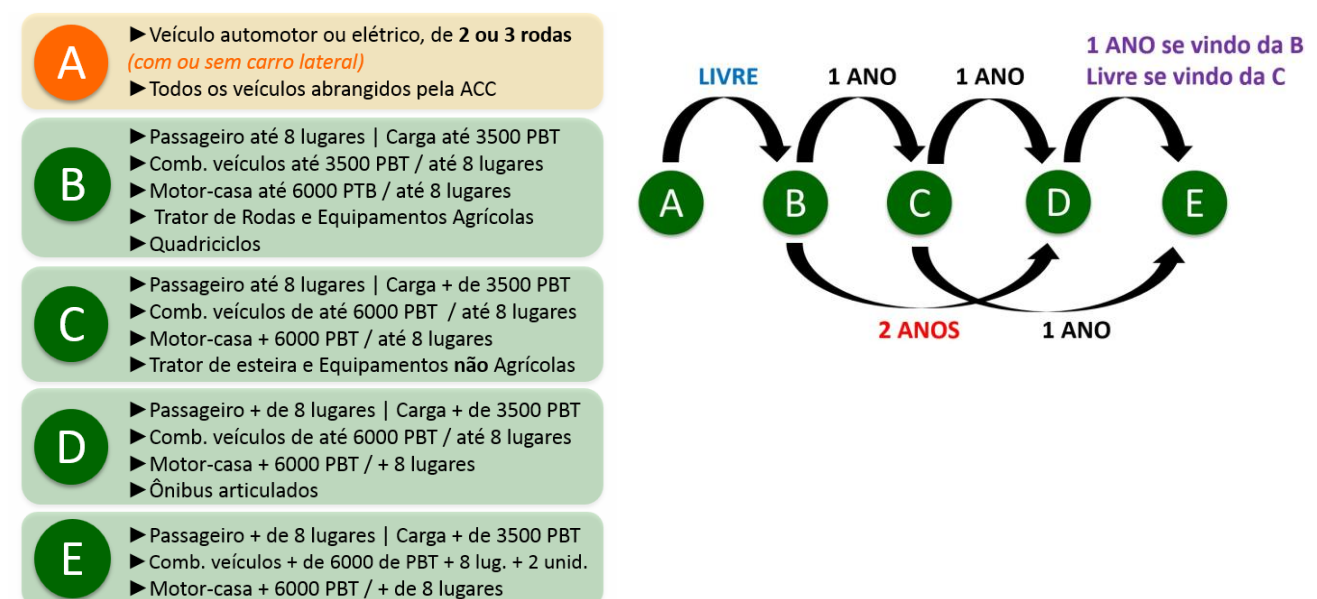 A
►Veículo automotor ou elétrico, de 2 ou 3 rodas
(com ou sem carro lateral)
►Todos os veículos abrangidos pela ACC
B
►Passageiro até 8 lugares | Carga até 3500 PBT
►Comb. veículos até 3500 PBT / até 8 lugares
►Motor-casa até 6000 PTB / até 8 lugares
► Trator de Rodas e Equipamentos Agrícolas
►Quadriciclos
C
►Passageiro até 8 lugares | Carga + de 3500 PBT
►Comb. veículos de até 6000 PBT / até 8 lugares
►Motor-casa + 6000 PBT / até 8 lugares
►Trator de esteira e Equipamentos não Agrícolas
D
►Passageiro + de 8 lugares | Carga + de 3500 PBT
►Comb. veículos de até 6000 PBT / até 8 lugares
►Motor-casa + 6000 PBT / + 8 lugares
►Ônibus articulados
E
►Passageiro + de 8 lugares | Carga + de 3500 PBT
►Comb. veículos + de 6000 de PBT + 8 lug. + 2 unid.
►Motor-casa + 6000 PBT / + de 8 lugares
1 ANO se vindo da B
LIVRE 1 ANO 1 ANO Livre se vindo da C
A B C D E
2 ANOS 1 ANO